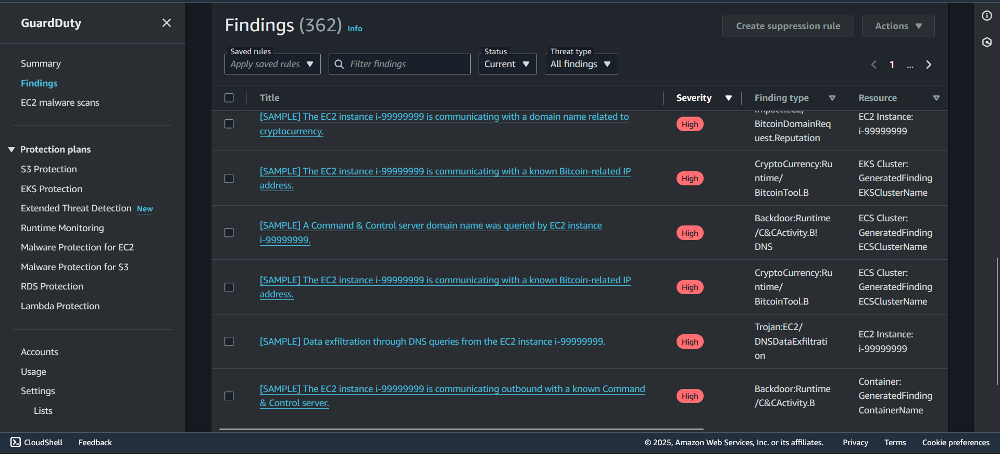 GuardDuty
Summary
Findings
EC2 malware scans
Protection plans
S3 Protection
EKS Protection
Extended Threat Detection New
Runtime Monitoring
Malware Protection for EC2
Malware Protection for S3
RDS Protection
Lambda Protection
Accounts
Usage
Settings
Lists
Findings (362) Info
Create suppression rule
Actions
Saved rules
Apply saved rules
Filter findings
Status
Current
Threat type
All findings
1 ...
Title
Severity
Finding type
Resource
[SAMPLE] The EC2 instance i-99999999 is communicating with a domain name related to
cryptocurrency.
High
Impact:EC2/
BitcoinDomainReq
uest.Reputation
EC2 Instance:
i-99999999
[SAMPLE] The EC2 instance i-99999999 is communicating with a known Bitcoin-related IP
address.
High
CryptoCurrency:Ru
ntime/
BitcoinTool.B
EKS Cluster:
GeneratedFinding
EKSClusterName
[SAMPLE] A Command & Control server domain name was queried by EC2 instance
i-99999999.
High
Backdoor:Runtime
/C&CActivity.B!
DNS
ECS Cluster:
GeneratedFinding
ECSClusterName
[SAMPLE] The EC2 instance i-99999999 is communicating with a known Bitcoin-related IP
address.
High
CryptoCurrency:Ru
ntime/
BitcoinTool.B
ECS Cluster:
GeneratedFinding
ECSClusterName
[SAMPLE] Data exfiltration through DNS queries from the EC2 instance i-99999999.
High
Trojan:EC2/
DNSDataExfiltrati
on
EC2 Instance:
i-99999999
[SAMPLE] The EC2 instance i-99999999 is communicating outbound with a known Command
& Control server.
High
Backdoor:Runtime
/C&CActivity.B
Container:
GeneratedFinding
ContainerName
CloudShell
Feedback
© 2025, Amazon Web Services, Inc. or its affiliates.
Privacy
Terms
Cookie preferences